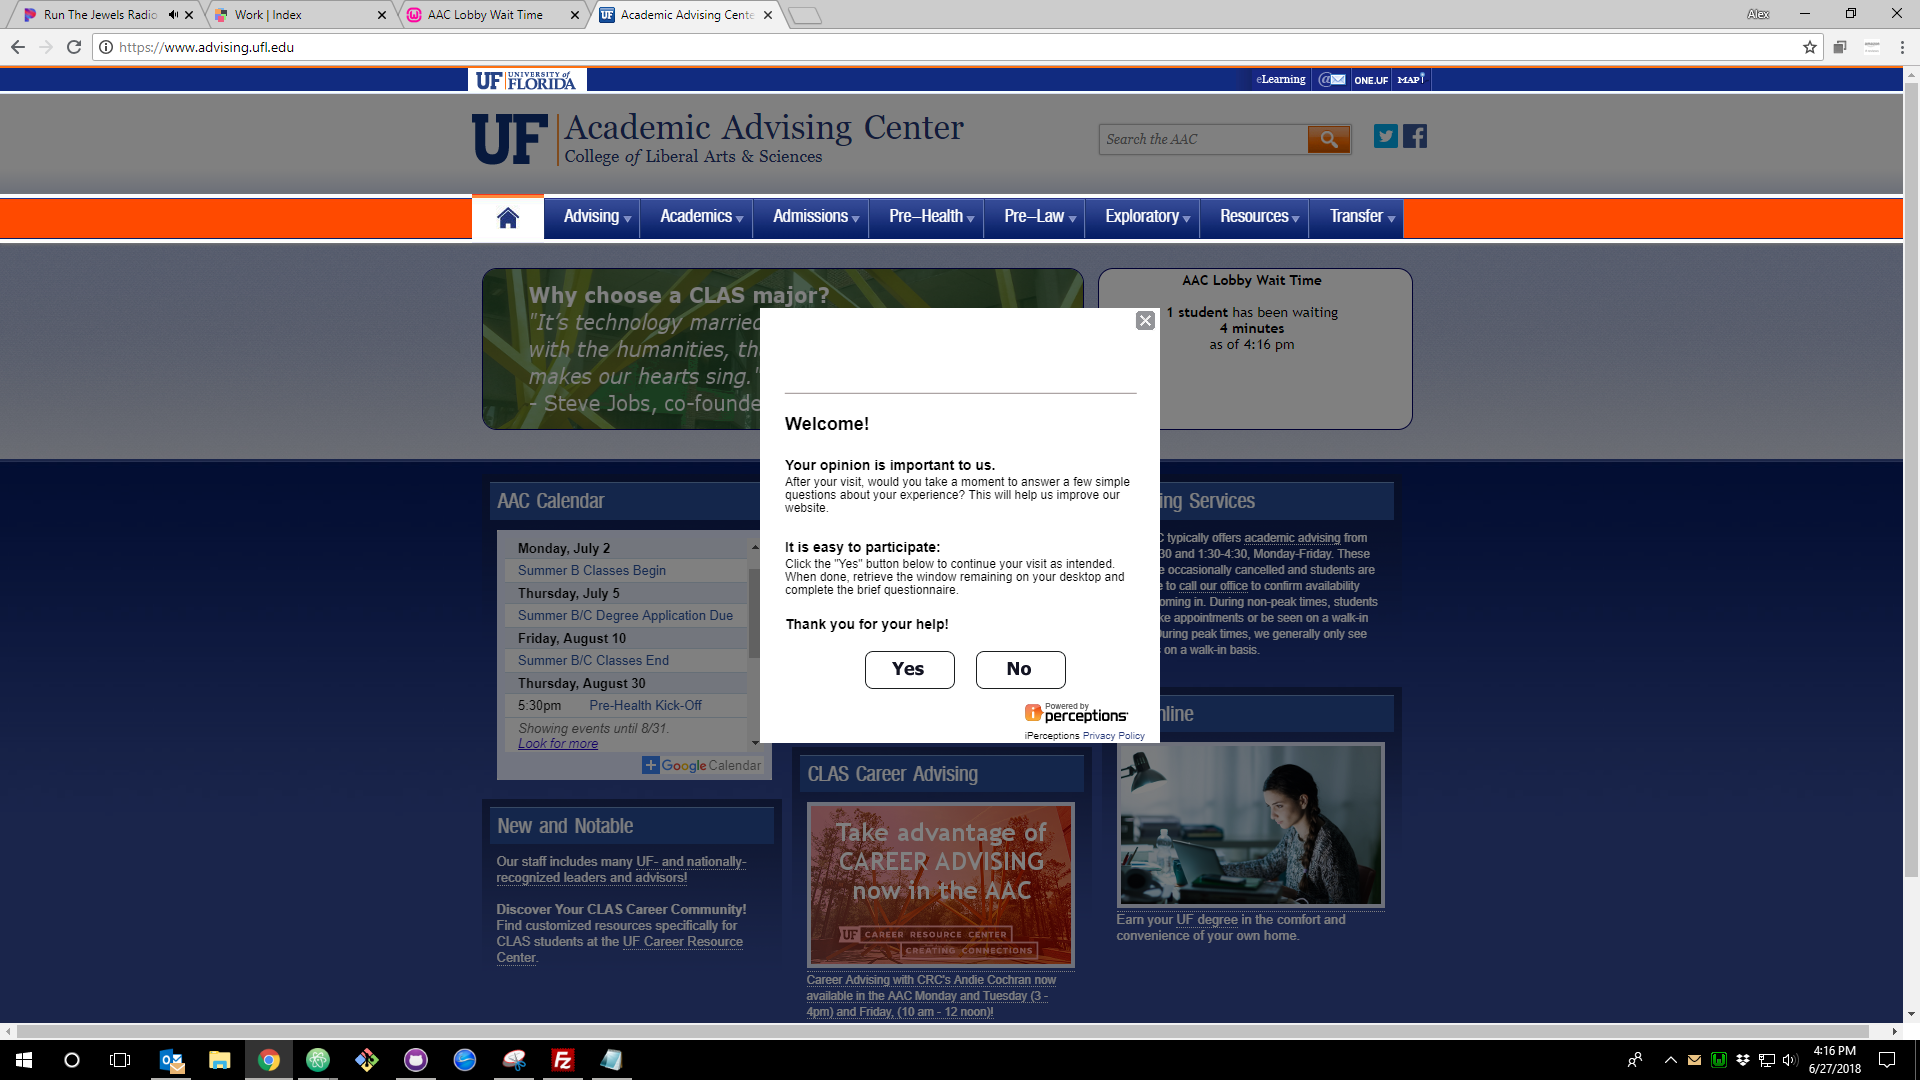 Run The Jewels Radio
Work | Index
AAC Lobby Wait Time
Academic Advising Cente
Alex
https://www.advising.ufl.edu
UF UNIVERSITY of FLORIDA
eLearning
@
ONE.UF
MAP
UF Academic Advising Center
College of Liberal Arts & Sciences
Search the AAC
Advising
Academics
Admissions
Pre-Health
Pre-Law
Exploratory
Resources
Transfer
Why choose a CLAS major?
"It's technology married
with the humanities, th
makes our hearts sing."
- Steve Jobs, co-founde
AAC Lobby Wait Time
1 student has been waiting
4 minutes
as of 4:16 pm
Welcome!
Your opinion is important to us.
After your visit, would you take a moment to answer a few simple
questions about your experience? This will help us improve our
website.
It is easy to participate:
Click the "Yes" button below to continue your visit as intended.
When done, retrieve the window remaining on your desktop and
complete the brief questionnaire.
Thank you for your help!
Yes
No
Powered by
iperceptions
iPerceptions Privacy Policy
AAC Calendar
Monday, July 2
Summer B Classes Begin
Thursday, July 5
Summer B/C Degree Application Due
Friday, August 10
Summer B/C Classes End
Thursday, August 30
5:30pm Pre-Health Kick-Off
Showing events until 8/31.
Look for more
Google Calendar
New and Notable
Our staff includes many UF- and nationally-
recognized leaders and advisors!
Discover Your CLAS Career Community!
Find customized resources specifically for
CLAS students at the UF Career Resource
Center.
CLAS Career Advising
Take advantage of
CAREER ADVISING
now in the AAC
UF CAREER RESOURCE CENTER
CREATING CONNECTIONS
Career Advising with CRC's Andie Cochran now
available in the AAC Monday and Tuesday (3 -
4pm) and Friday, (10 am - 12 noon)!
ing Services
C typically offers academic advising from
30 and 1:30-4:30, Monday-Friday. These
e occasionally cancelled and students are
e to call our office to confirm availability
oming in. During non-peak times, students
ke appointments or be seen on a walk-in
During peak times, we generally only see
s on a walk-in basis.
nline
Earn your UF degree in the comfort and
convenience of your own home.
4:16 PM
6/27/2018